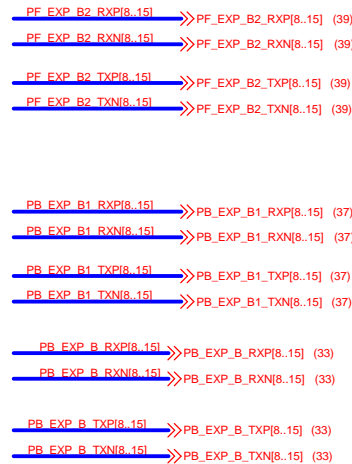 PF_EXP_B2_RXP[8..15] PF_EXP_B2_RXP[8..15] (39)
PF_EXP_B2_RXN[8..15] PF_EXP_B2_RXN[8..15] (39)
PF_EXP_B2_TXP[8..15] PF_EXP_B2_TXP[8..15] (39)
PF_EXP_B2_TXN[8..15] PF_EXP_B2_TXN[8..15] (39)
PB_EXP_B1_RXP[8..15] PB_EXP_B1_RXP[8..15] (37)
PB_EXP_B1_RXN[8..15] PB_EXP_B1_RXN[8..15] (37)
PB_EXP_B1_TXP[8..15] PB_EXP_B1_TXP[8..15] (37)
PB_EXP_B1_TXN[8..15] PB_EXP_B1_TXN[8..15] (37)
PB_EXP_B_RXP[8..15] PB_EXP_B_RXP[8..15] (33)
PB_EXP_B_RXN[8..15] PB_EXP_B_RXN[8..15] (33)
PB_EXP_B_TXP[8..15] PB_EXP_B_TXP[8..15] (33)
PB_EXP_B_TXN[8..15] PB_EXP_B_TXN[8..15] (33)